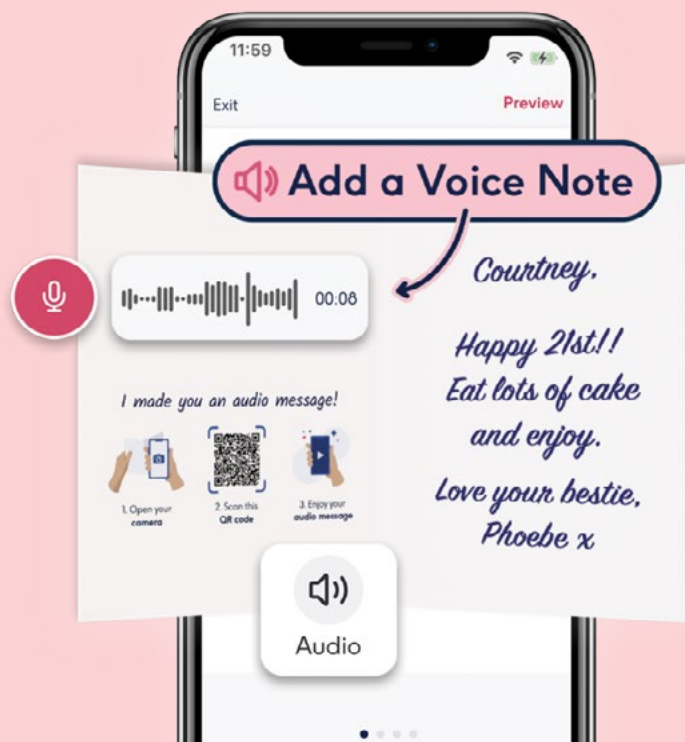 11:59
Exit
Preview
Add a Voice Note
00:08
I made you an audio message!
1. Open your
camera
2. Scan this
QR code
3. Enjoy your
audio message
Courtney,
Happy 21st!!
Eat lots of cake
and enjoy.
Love your bestie,
Phoebe x
Audio